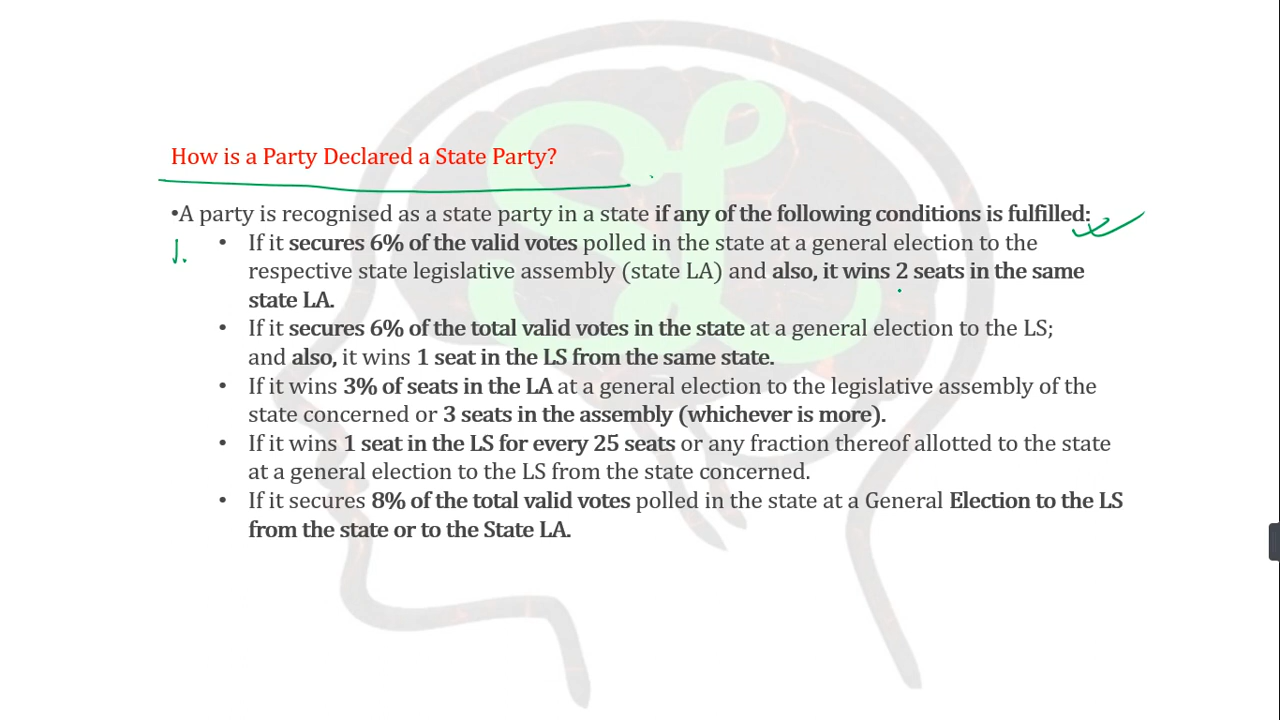 How is a Party Declared a State Party?
•A party is recognised as a state party in a state if any of the following conditions is fulfilled:
1.
• If it secures 6% of the valid votes polled in the state at a general election to the
respective state legislative assembly (state LA) and also, it wins 2 seats in the same
state LA.
• If it secures 6% of the total valid votes in the state at a general election to the LS;
and also, it wins 1 seat in the LS from the same state.
• If it wins 3% of seats in the LA at a general election to the legislative assembly of the
state concerned or 3 seats in the assembly (whichever is more).
• If it wins 1 seat in the LS for every 25 seats or any fraction thereof allotted to the state
at a general election to the LS from the state concerned.
• If it secures 8% of the total valid votes polled in the state at a General Election to the LS
from the state or to the State LA.